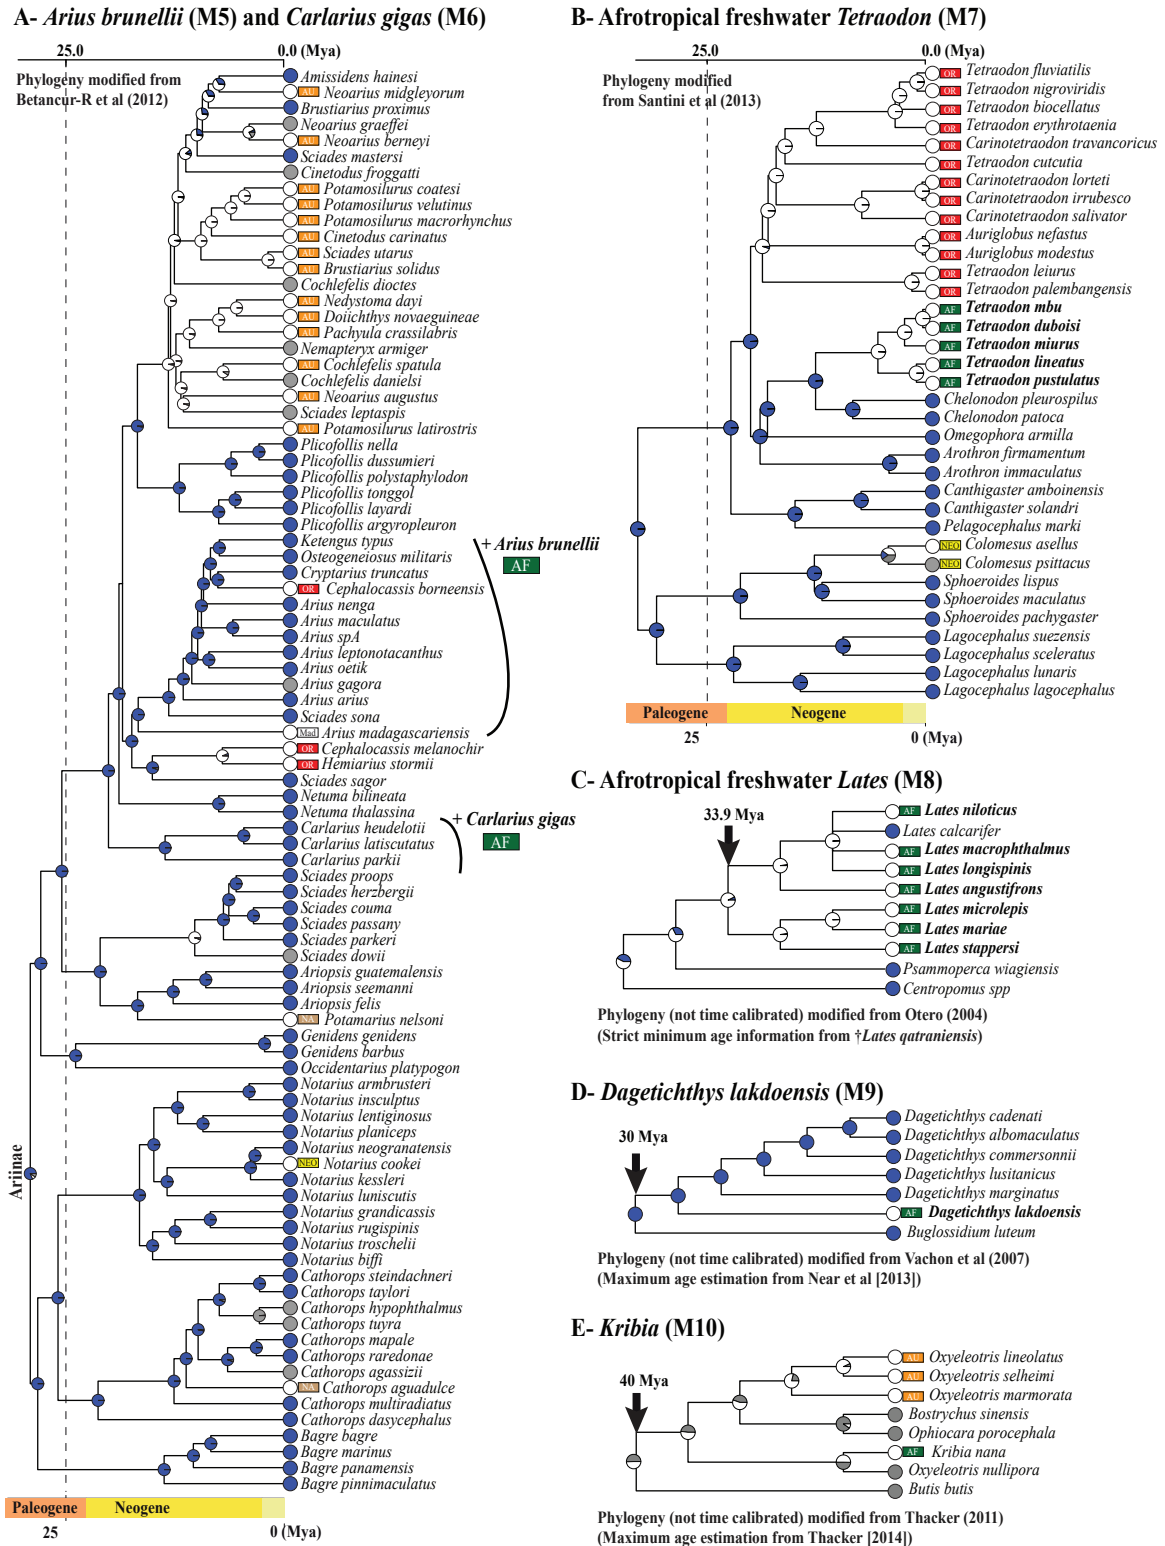 A- Arius brunellii (M5) and Carlarius gigas (M6)
25.0
0.0 (Mya)
Phylogeny modified from
Betancur-R et al (2012)
Amissidens hainesi
AU Neoarius midgleyorum
Brustiarius proximus
Neoarius graeffei
AU Neoarius berneyi
Sciades mastersi
Cinetodus froggatti
AU Potamosilurus coatesi
AU Potamosilurus velutinus
AU Potamosilurus macrorhynchus
AU Cinetodus carinatus
AU Sciades utarus
AU Brustiarius solidus
Cochlefelis dioctes
AU Nedystoma dayi
AU Doiichthys novaeguineae
AU Pachyula crassilabris
Nemapteryx armiger
AU Cochlefelis spatula
Cochlefelis danielsi
AU Neoarius augustus
Sciades leptaspis
AU Potamosilurus latirostris
Plicofollis nella
Plicofollis dussumieri
Plicofollis polystaphylodon
Plicofollis tonggol
Plicofollis layardi
Plicofollis argyropleuron
Ketengus typus
Osteogeneiosus militaris
Cryptarius truncatus
OR Cephalocassis borneensis
Arius nenga
Arius maculatus
Arius spA
Arius leptonotacanthus
Arius oetik
Arius gagora
Arius arius
Sciades sona
Mad Arius madagascariensis
OR Cephalocassis melanochir
OR Hemiarius stormii
Sciades sagor
Netuma bilineata
Netuma thalassina
Carlarius heudelotii
Carlarius latiscutatus
Carlarius parkii
Sciades proops
Sciades herzbergii
Sciades couma
Sciades passany
Sciades parkeri
Sciades dowii
Ariopsis guatemalensis
Ariopsis seemanni
Ariopsis felis
NA Potamarius nelsoni
Genidens genidens
Genidens barbus
Occidentarius platypogon
Notarius armbrusteri
Notarius insculptus
Notarius lentiginosus
Notarius planiceps
Notarius neogranatensis
NEO Notarius cookei
Notarius kessleri
Notarius luniscutis
Notarius grandicassis
Notarius rugispinis
Notarius troschelii
Notarius biffi
Cathorops steindachneri
Cathorops taylori
Cathorops hypophthalmus
Cathorops tuyra
Cathorops mapale
Cathorops raredonae
Cathorops agassizii
NA Cathorops aguadulce
Cathorops multiradiatus
Cathorops dasycephalus
Bagre bagre
Bagre marinus
Bagre panamensis
Bagre pinnimaculatus
+ Arius brunellii
AF
+ Carlarius gigas
AF
Ariinae
Paleogene
Neogene
25
0 (Mya)
B- Afrotropical freshwater Tetraodon (M7)
25.0
0.0 (Mya)
Phylogeny modified
from Santini et al (2013)
OR Tetraodon fluviatilis
OR Tetraodon nigroviridis
OR Tetraodon biocellatus
OR Tetraodon erythrotaenia
OR Carinotetraodon travancoricus
OR Tetraodon cutcutia
OR Carinotetraodon lorteti
OR Carinotetraodon irrubesco
OR Carinotetraodon salivator
OR Auriglobus nefastus
OR Auriglobus modestus
OR Tetraodon leiurus
OR Tetraodon palembangensis
AF Tetraodon mbu
AF Tetraodon duboisi
AF Tetraodon miurus
AF Tetraodon lineatus
AF Tetraodon pustulatus
Chelonodon pleurospilus
Chelonodon patoca
Omegophora armilla
Arothron firmamentum
Arothron immaculatus
Canthigaster amboinensis
Canthigaster solandri
Pelagocephalus marki
NEO Colomesus asellus
NEO Colomesus psittacus
Sphoeroides lispus
Sphoeroides maculatus
Sphoeroides pachygaster
Lagocephalus suezensis
Lagocephalus sceleratus
Lagocephalus lunaris
Lagocephalus lagocephalus
Paleogene
Neogene
25
0 (Mya)
C- Afrotropical freshwater Lates (M8)
33.9 Mya
AF Lates niloticus
Lates calcarifer
AF Lates macrophthalmus
AF Lates longispinis
AF Lates angustifrons
AF Lates microlepis
AF Lates mariae
AF Lates stappersi
Psammoperca wiagiensis
Centropomus spp
Phylogeny (not time calibrated) modified from Otero (2004)
(Strict minimum age information from †Lates qatraniensis)
D- Dagetichthys lakdoensis (M9)
30 Mya
Dagetichthys cadenati
Dagetichthys albomaculatus
Dagetichthys commersonnii
Dagetichthys lusitanicus
Dagetichthys marginatus
AF Dagetichthys lakdoensis
Buglossidium luteum
Phylogeny (not time calibrated) modified from Vachon et al (2007)
(Maximum age estimation from Near et al [2013])
E- Kribia (M10)
40 Mya
AU Oxyeleotris lineolatus
AU Oxyeleotris selheimi
AU Oxyeleotris marmorata
Bostrychus sinensis
Ophiocara porocephala
AF Kribia nana
Oxyeleotris nullipora
Butis butis
Phylogeny (not time calibrated) modified from Thacker (2011)
(Maximum age estimation from Thacker [2014])